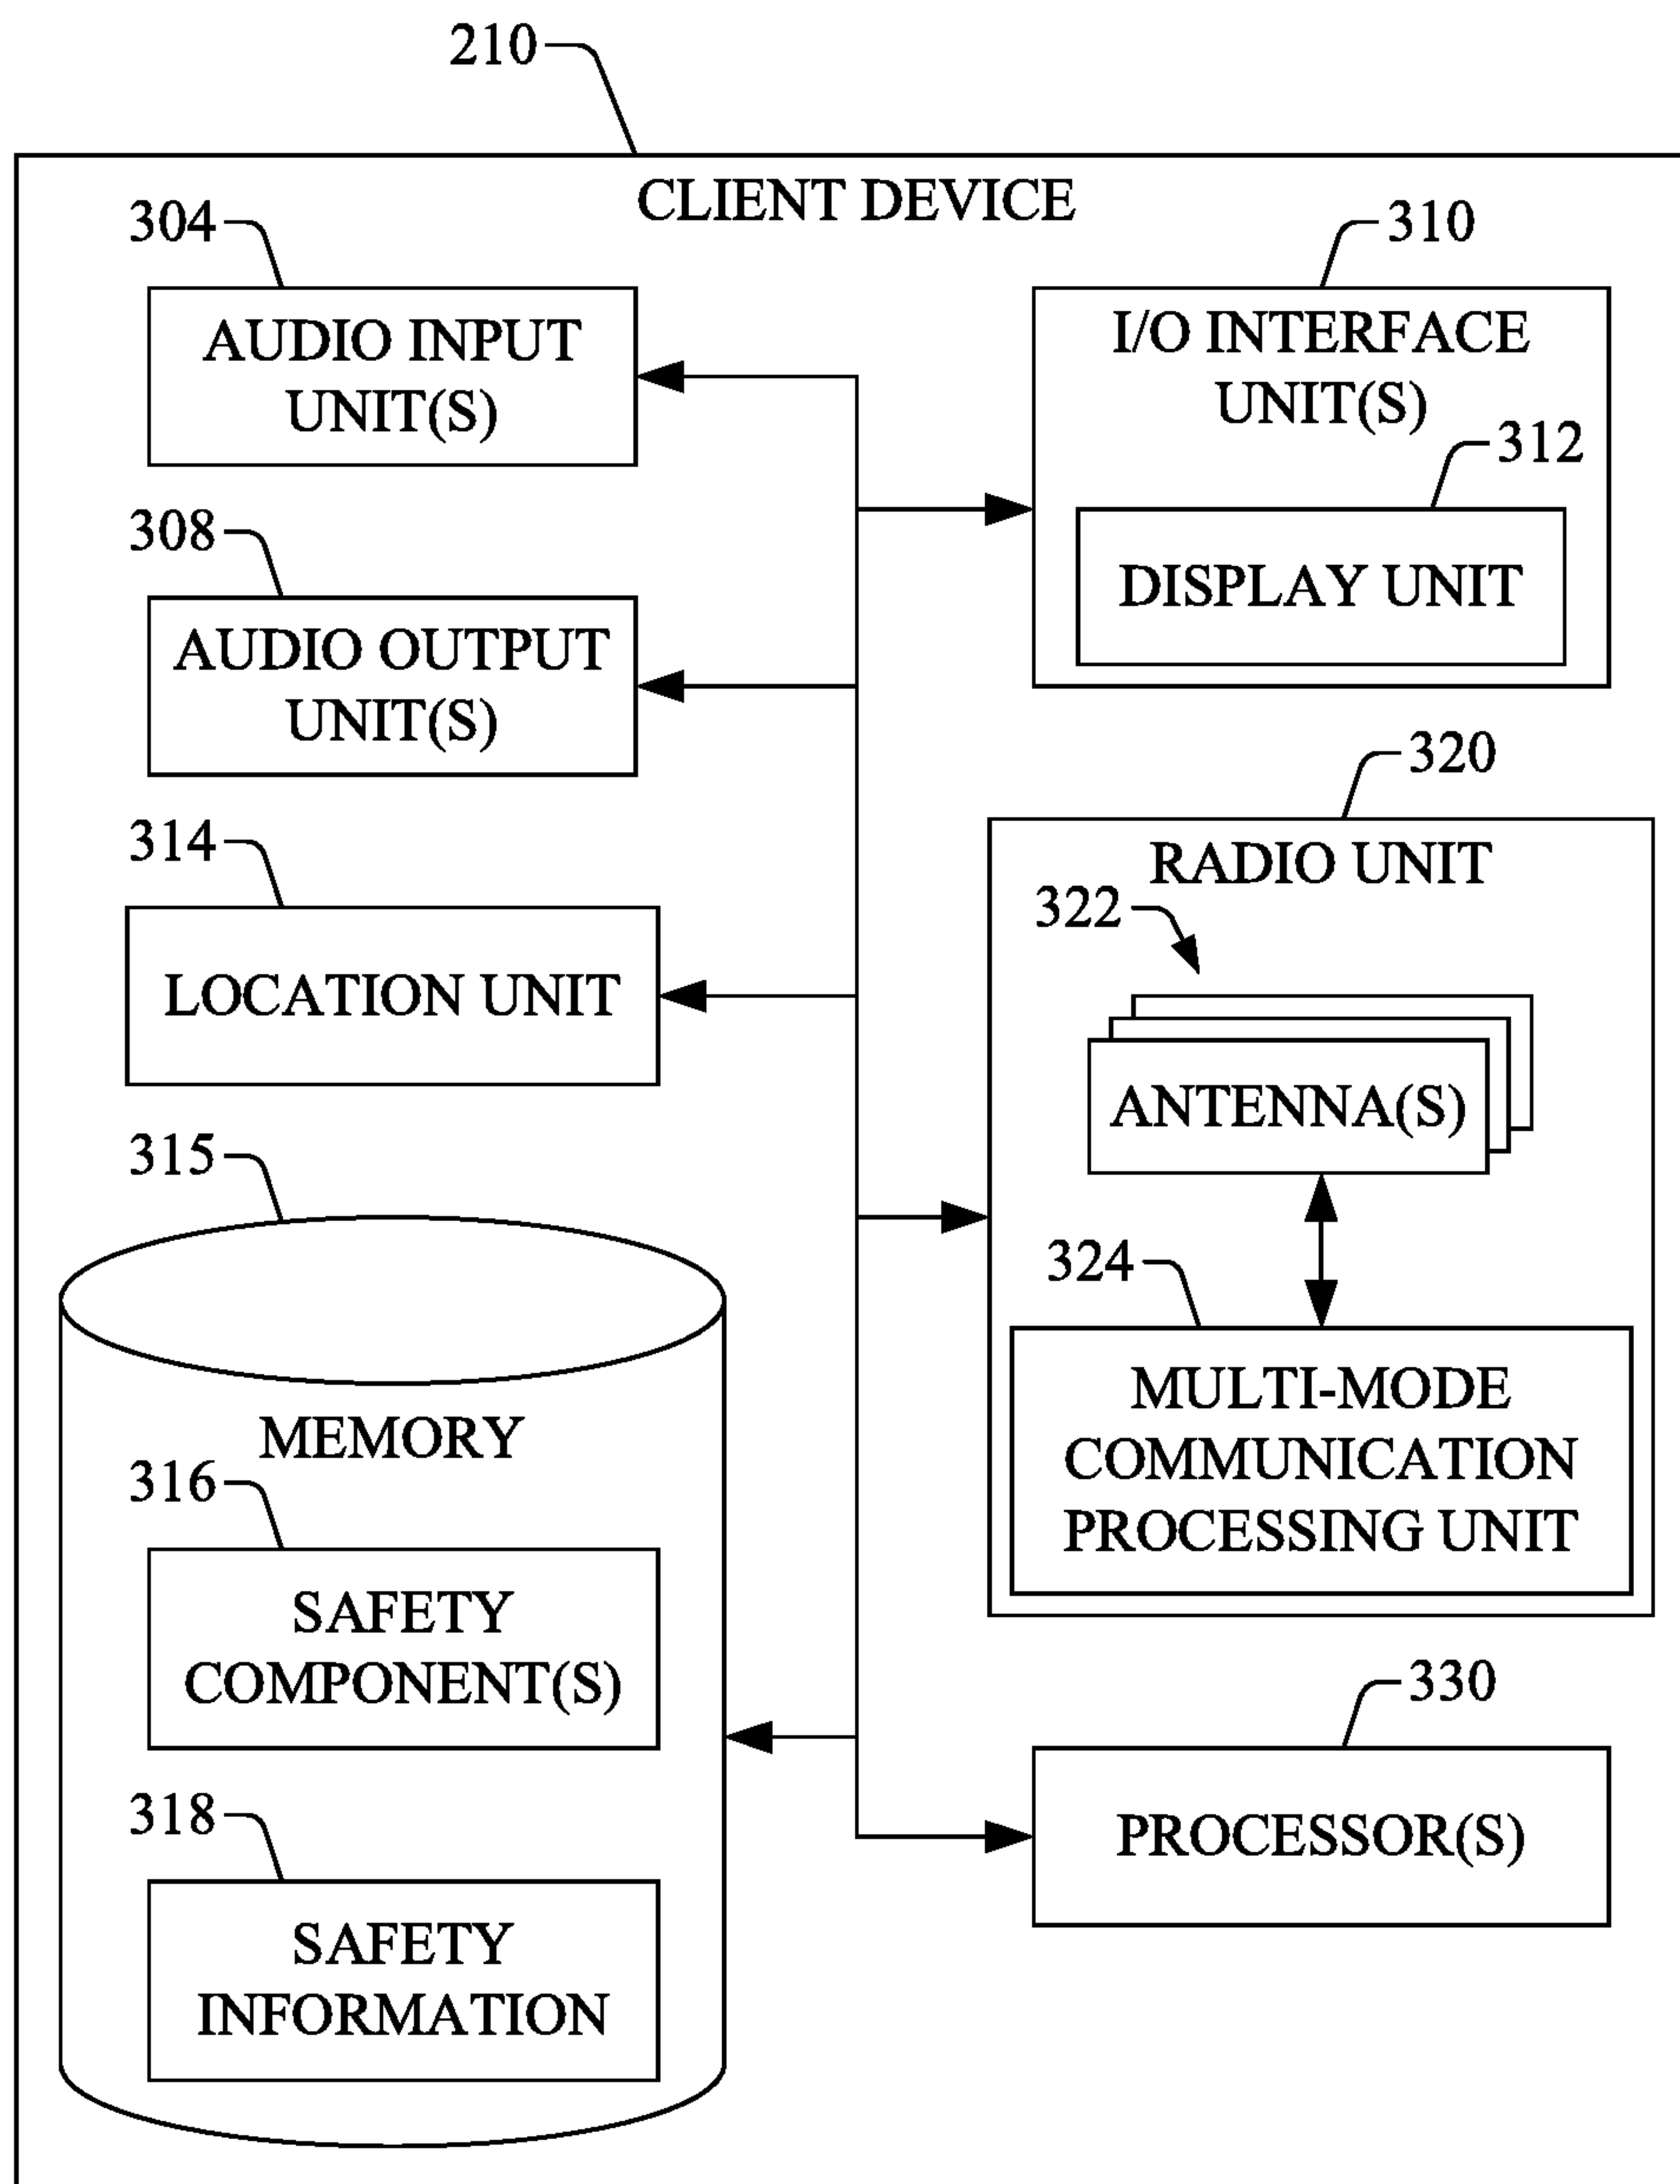 210
CLIENT DEVICE
304
AUDIO INPUT
UNIT(S)
308
AUDIO OUTPUT
UNIT(S)
314
LOCATION UNIT
315
MEMORY
316
SAFETY
COMPONENT(S)
318
SAFETY
INFORMATION
310
I/O INTERFACE
UNIT(S)
312
DISPLAY UNIT
320
RADIO UNIT
322
ANTENNA(S)
324
MULTI-MODE
COMMUNICATION
PROCESSING UNIT
330
PROCESSOR(S)